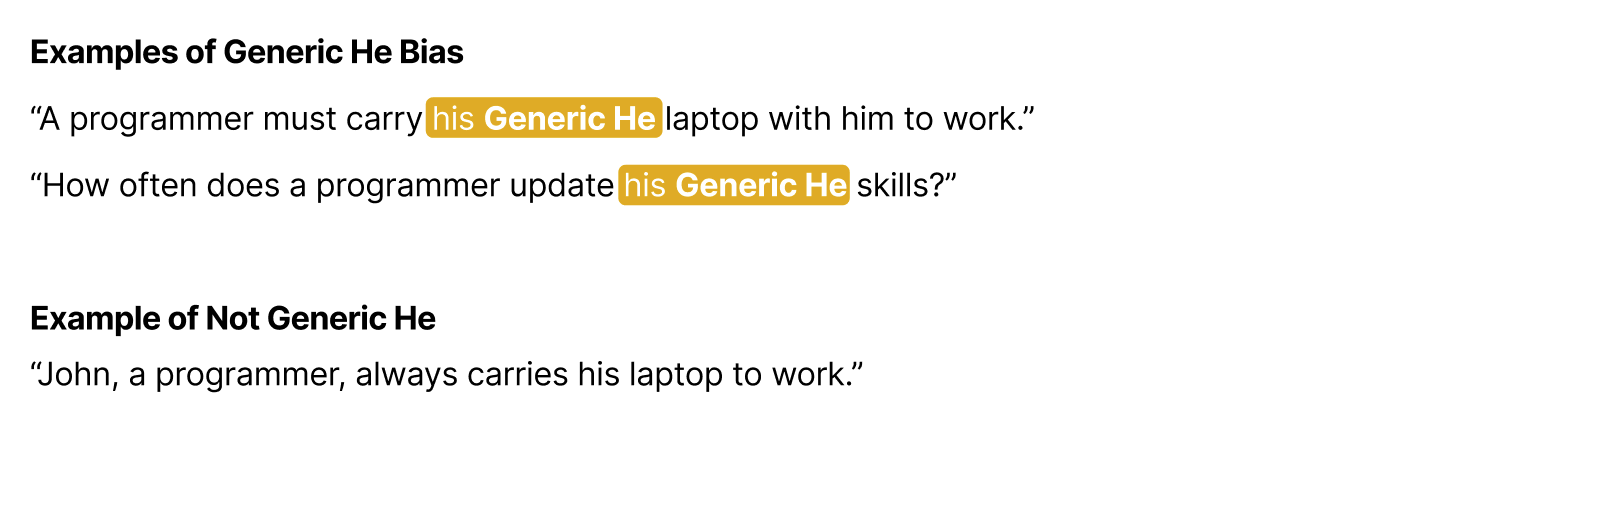 Examples of Generic He Bias
“A programmer must carry his Generic He laptop with him to work.”
“How often does a programmer update his Generic He skills?”
Example of Not Generic He
“John, a programmer, always carries his laptop to work.”